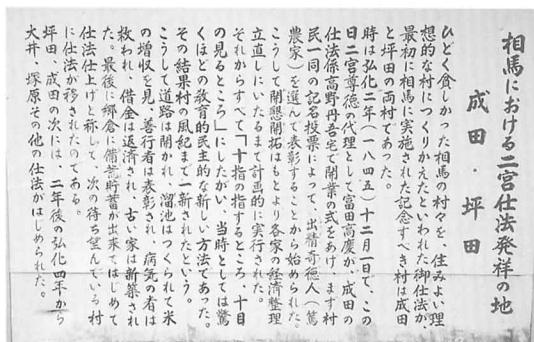 相馬における二宮仕法発祥の地
成田・坪田
ひどく貧しかった相馬の村々を、住みよい理
想的な村につくりかえたといわれた御仕法が、
最初に相馬に実施された記念すべき村は成田
と坪田の両村であった。
時は弘化二年(一八四五)十二月一日で、この
日二宮尊徳の代理として富田高慶が、成田の
仕法係高野丹吾宅で開業の式をあげ、まず村
民一同の記名投票によって、出精奇徳人(篤
農家)を選んで表彰することから始められた。
こうして開懇開拓はもとより各家の経済整理
立直しにいたるまで計画的に実行された。
それからすべて「十指の指するところ、十目
の見るところ」にしたがい、当時としては驚
くほどの教育的民主的な新しい方法であった。
その結果村の風紀まで一新されたという。
こうして道路は開かれ、溜池はつくられて米
の増収を見、善行者は表彰され、病気の者は
救われ、借金は返済され、古い家は新築され
た。最後に郷倉に備荒貯蓄が出来てはじめて
仕法仕上げと称して、次の待ち望んでいる村
に仕法が移されたのである。
坪田、成田の次には、二年後の弘化四年から
大井、塚原その他の仕法がはじめられた。